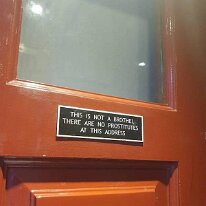 THIS IS NOT A BROTHEL,
THERE ARE NO PROSTITUTES
AT THIS ADDRESS